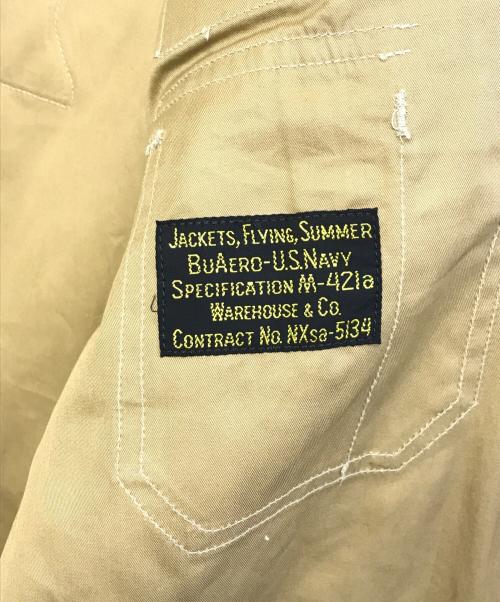 JACKETS, FLYING, SUMMER
BUAERO-U.S.NAVY
SPECIFICATION M-421a
WAREHOUSE & CO.
CONTRACT NO. NXsa-5134